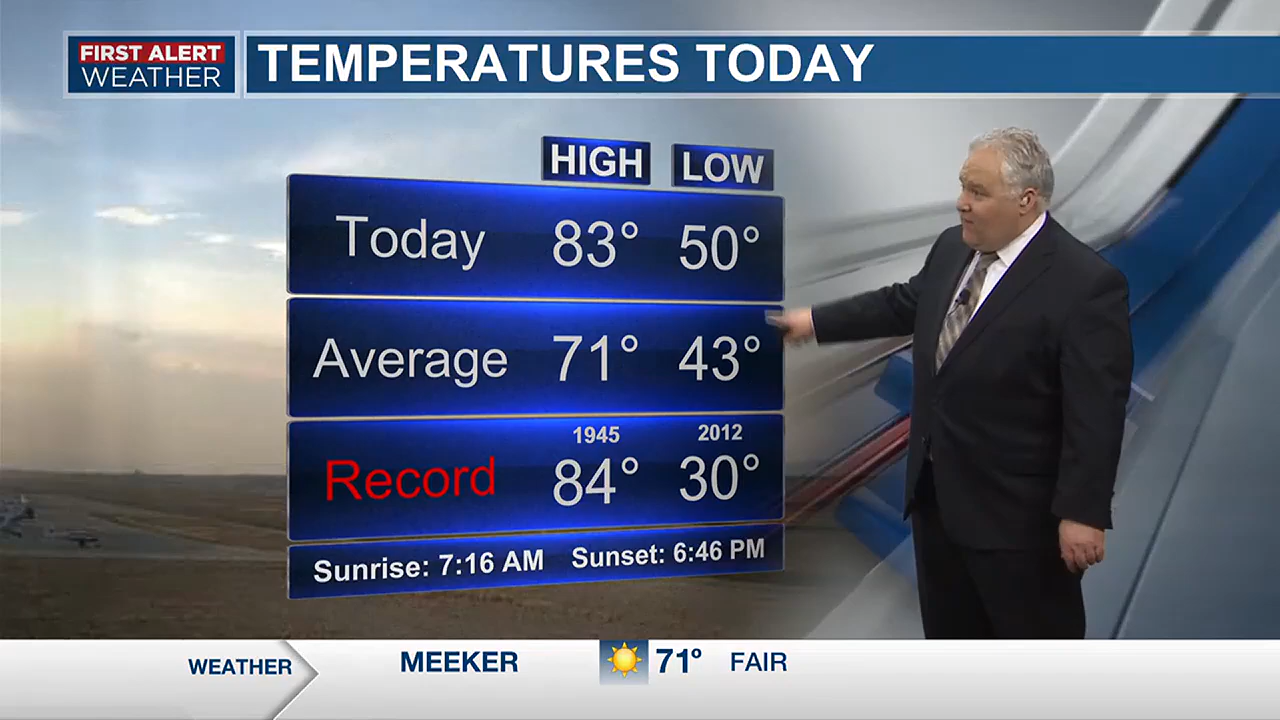 FIRST ALERT
WEATHER
TEMPERATURES TODAY
HIGH LOW
Today 83° 50°
Average 71° 43°
1945 2012
Record 84° 30°
Sunrise: 7:16 AM Sunset: 6:46 PM
WEATHER MEEKER 71° FAIR